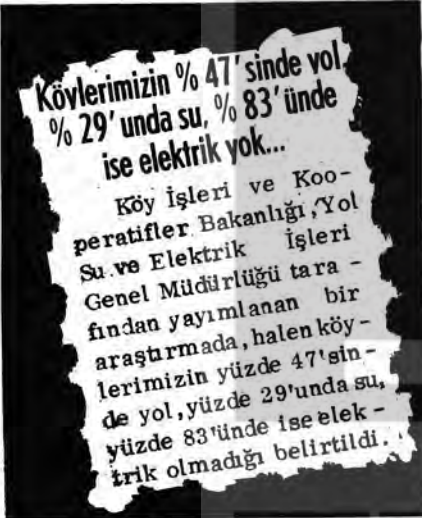 Köylerimizin % 47' sinde yol,
% 29' unda su, % 83' ünde
ise elektrik yok...
Köy İşleri ve Koo-
peratifler Bakanlığı, Yol
Su ve Elektrik İşleri
Genel Müdürlüğü tara -
fından yayımlanan bir
araştırmada, halen köy -
lerimizin yüzde 47'sin-
de yol, yüzde 29'unda su,
yüzde 83'ünde ise elek -
trik olmadığı belirtildi.